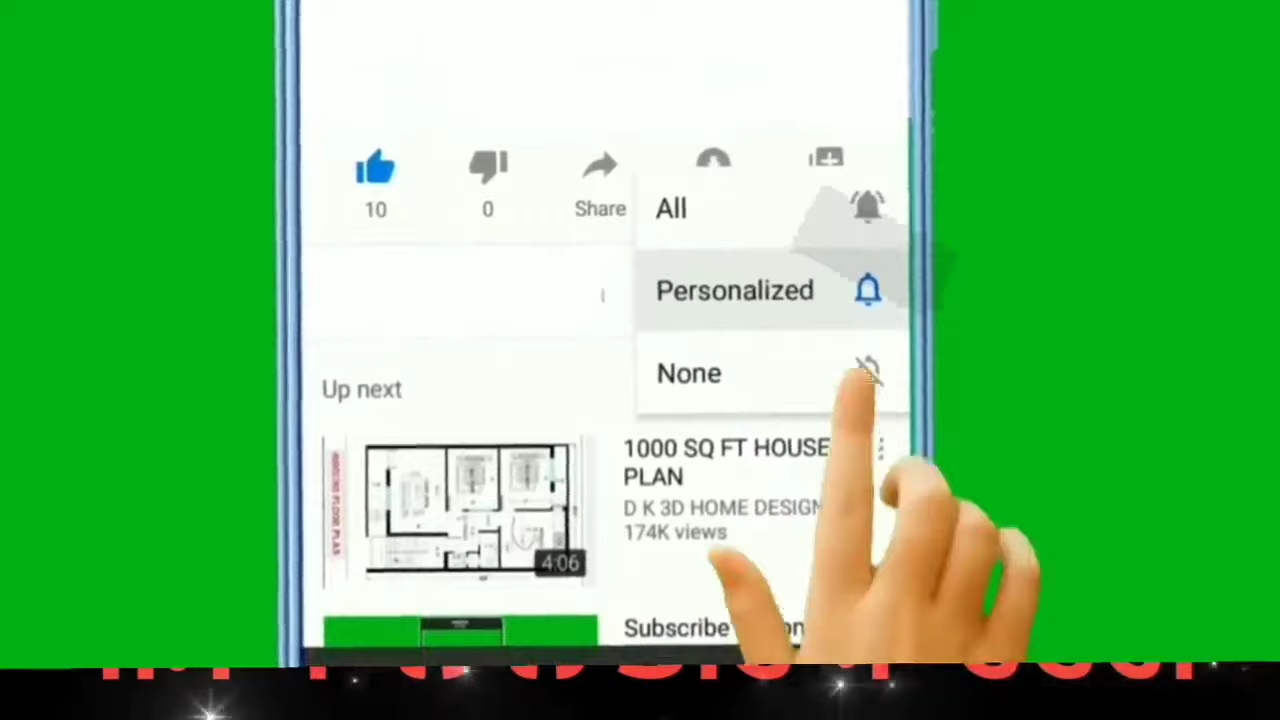 10
0
Share
All
Personalized
None
Up next
1000 SQ FT HOUSE
PLAN
D K 3D HOME DESIGN
174K views
4:06
Subscribe